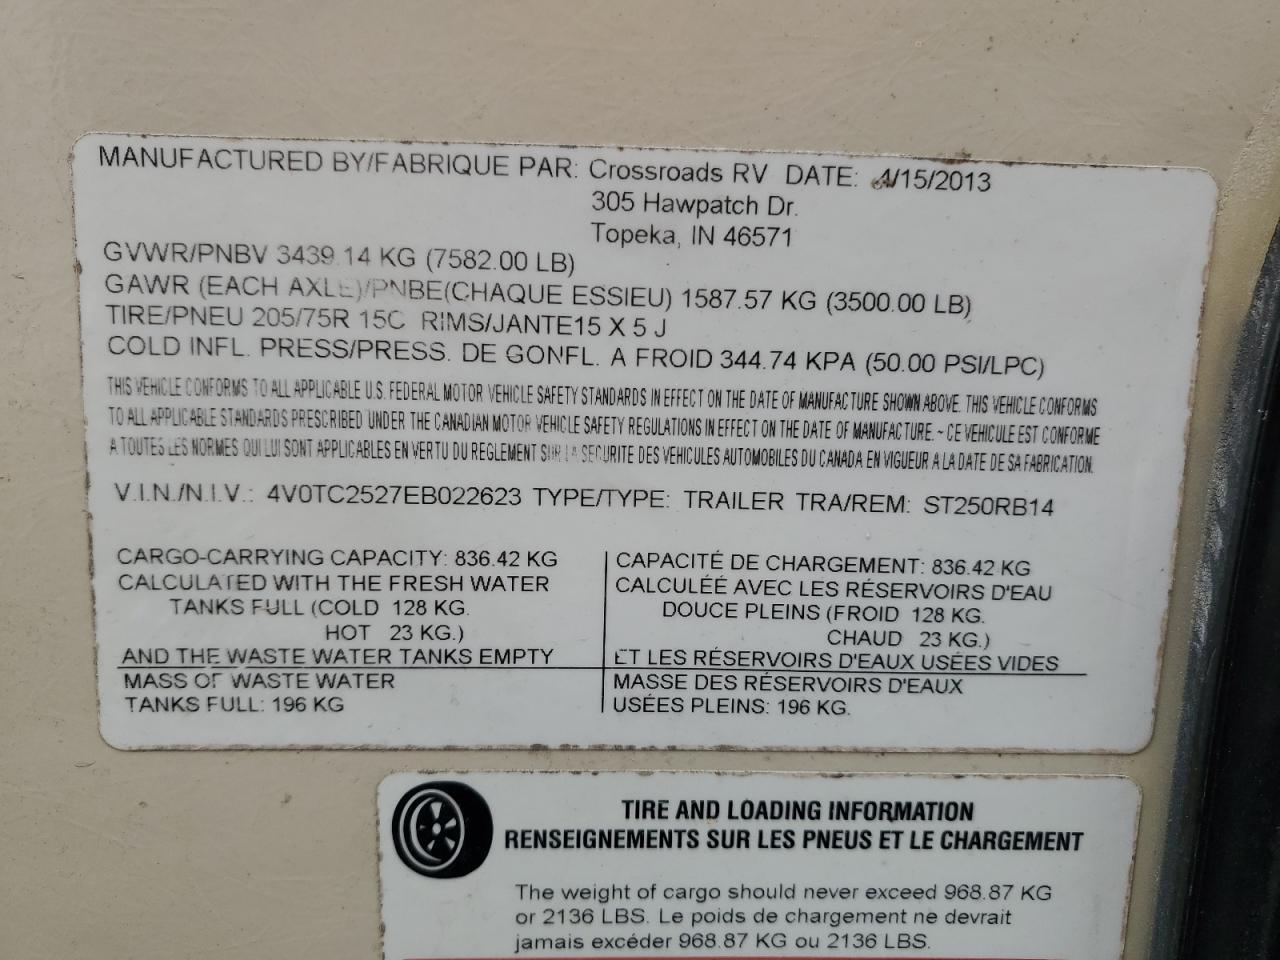 MANUFACTURED BY/FABRIQUE PAR: Crossroads RV DATE: 4/15/2013
305 Hawpatch Dr.
Topeka, IN 46571
GVWR/PNBV 3439.14 KG (7582.00 LB)
GAWR (EACH AXLE)/PNBE(CHAQUE ESSIEU) 1587.57 KG (3500.00 LB)
TIRE/PNEU 205/75R 15C RIMS/JANTE15 X 5 J
COLD INFL. PRESS/PRESS. DE GONFL. A FROID 344.74 KPA (50.00 PSI/LPC)
THIS VEHICLE CONFORMS TO ALL APPLICABLE U.S. FEDERAL MOTOR VEHICLE SAFETY STANDARDS IN EFFECT ON THE DATE OF MANUFACTURE SHOWN ABOVE. THIS VEHICLE CONFORMS
TO ALL APPLICABLE STANDARDS PRESCRIBED UNDER THE CANADIAN MOTOR VEHICLE SAFETY REGULATIONS IN EFFECT ON THE DATE OF MANUFACTURE. ~ CE VEHICULE EST CONFORME
A TOUTES LES NORMES QUI LUI SONT APPLICABLES EN VERTU DU REGLEMENT SUR LA SECURITE DES VEHICULES AUTOMOBILES DU CANADA EN VIGUEUR A LA DATE DE SA FABRICATION.
V.I.N./N.I.V.: 4V0TC2527EB022623 TYPE/TYPE: TRAILER TRA/REM: ST250RB14
CARGO-CARRYING CAPACITY: 836.42 KG
CALCULATED WITH THE FRESH WATER
TANKS FULL (COLD 128 KG.
HOT 23 KG.)
AND THE WASTE WATER TANKS EMPTY
MASS OF WASTE WATER
TANKS FULL: 196 KG
CAPACITÉ DE CHARGEMENT: 836.42 KG
CALCULÉE AVEC LES RÉSERVOIRS D'EAU
DOUCE PLEINS (FROID 128 KG.
CHAUD 23 KG.)
ET LES RÉSERVOIRS D'EAUX USÉES VIDES
MASSE DES RÉSERVOIRS D'EAUX
USÉES PLEINS: 196 KG.
TIRE AND LOADING INFORMATION
RENSEIGNEMENTS SUR LES PNEUS ET LE CHARGEMENT
The weight of cargo should never exceed 968.87 KG
or 2136 LBS. Le poids de chargement ne devrait
jamais excéder 968.87 KG ou 2136 LBS.